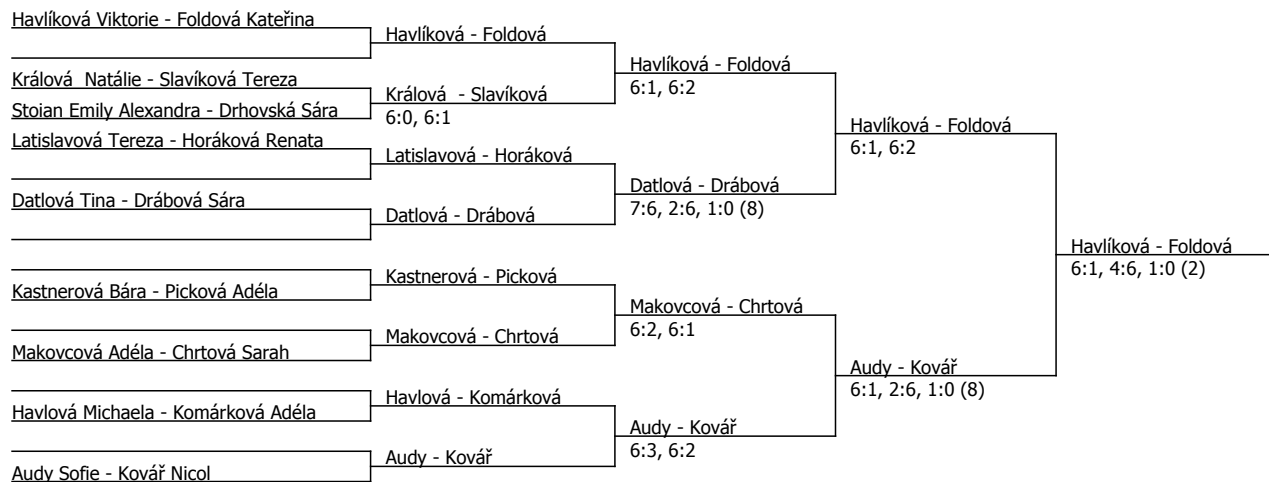 Havlíková Viktorie - Foldová Kateřina
Králová  Natálie - Slavíková Tereza
Stoian Emily Alexandra - Drhovská Sára
Latislavová Tereza - Horáková Renata
Datlová Tina - Drábová Sára
Kastnerová Bára - Picková Adéla
Makovcová Adéla - Chrtová Sarah
Havlová Michaela - Komárková Adéla
Audy Sofie - Kovář Nicol
Havlíková - Foldová
Králová  - Slavíková
6:0, 6:1
Latislavová - Horáková
Datlová - Drábová
Kastnerová - Picková
Makovcová - Chrtová
Havlová - Komárková
Audy - Kovář
Havlíková - Foldová
6:1, 6:2
Datlová - Drábová
7:6, 2:6, 1:0 (8)
Makovcová - Chrtová
6:2, 6:1
Audy - Kovář
6:3, 6:2
Havlíková - Foldová
6:1, 6:2
Audy - Kovář
6:1, 2:6, 1:0 (8)
Havlíková - Foldová
6:1, 4:6, 1:0 (2)